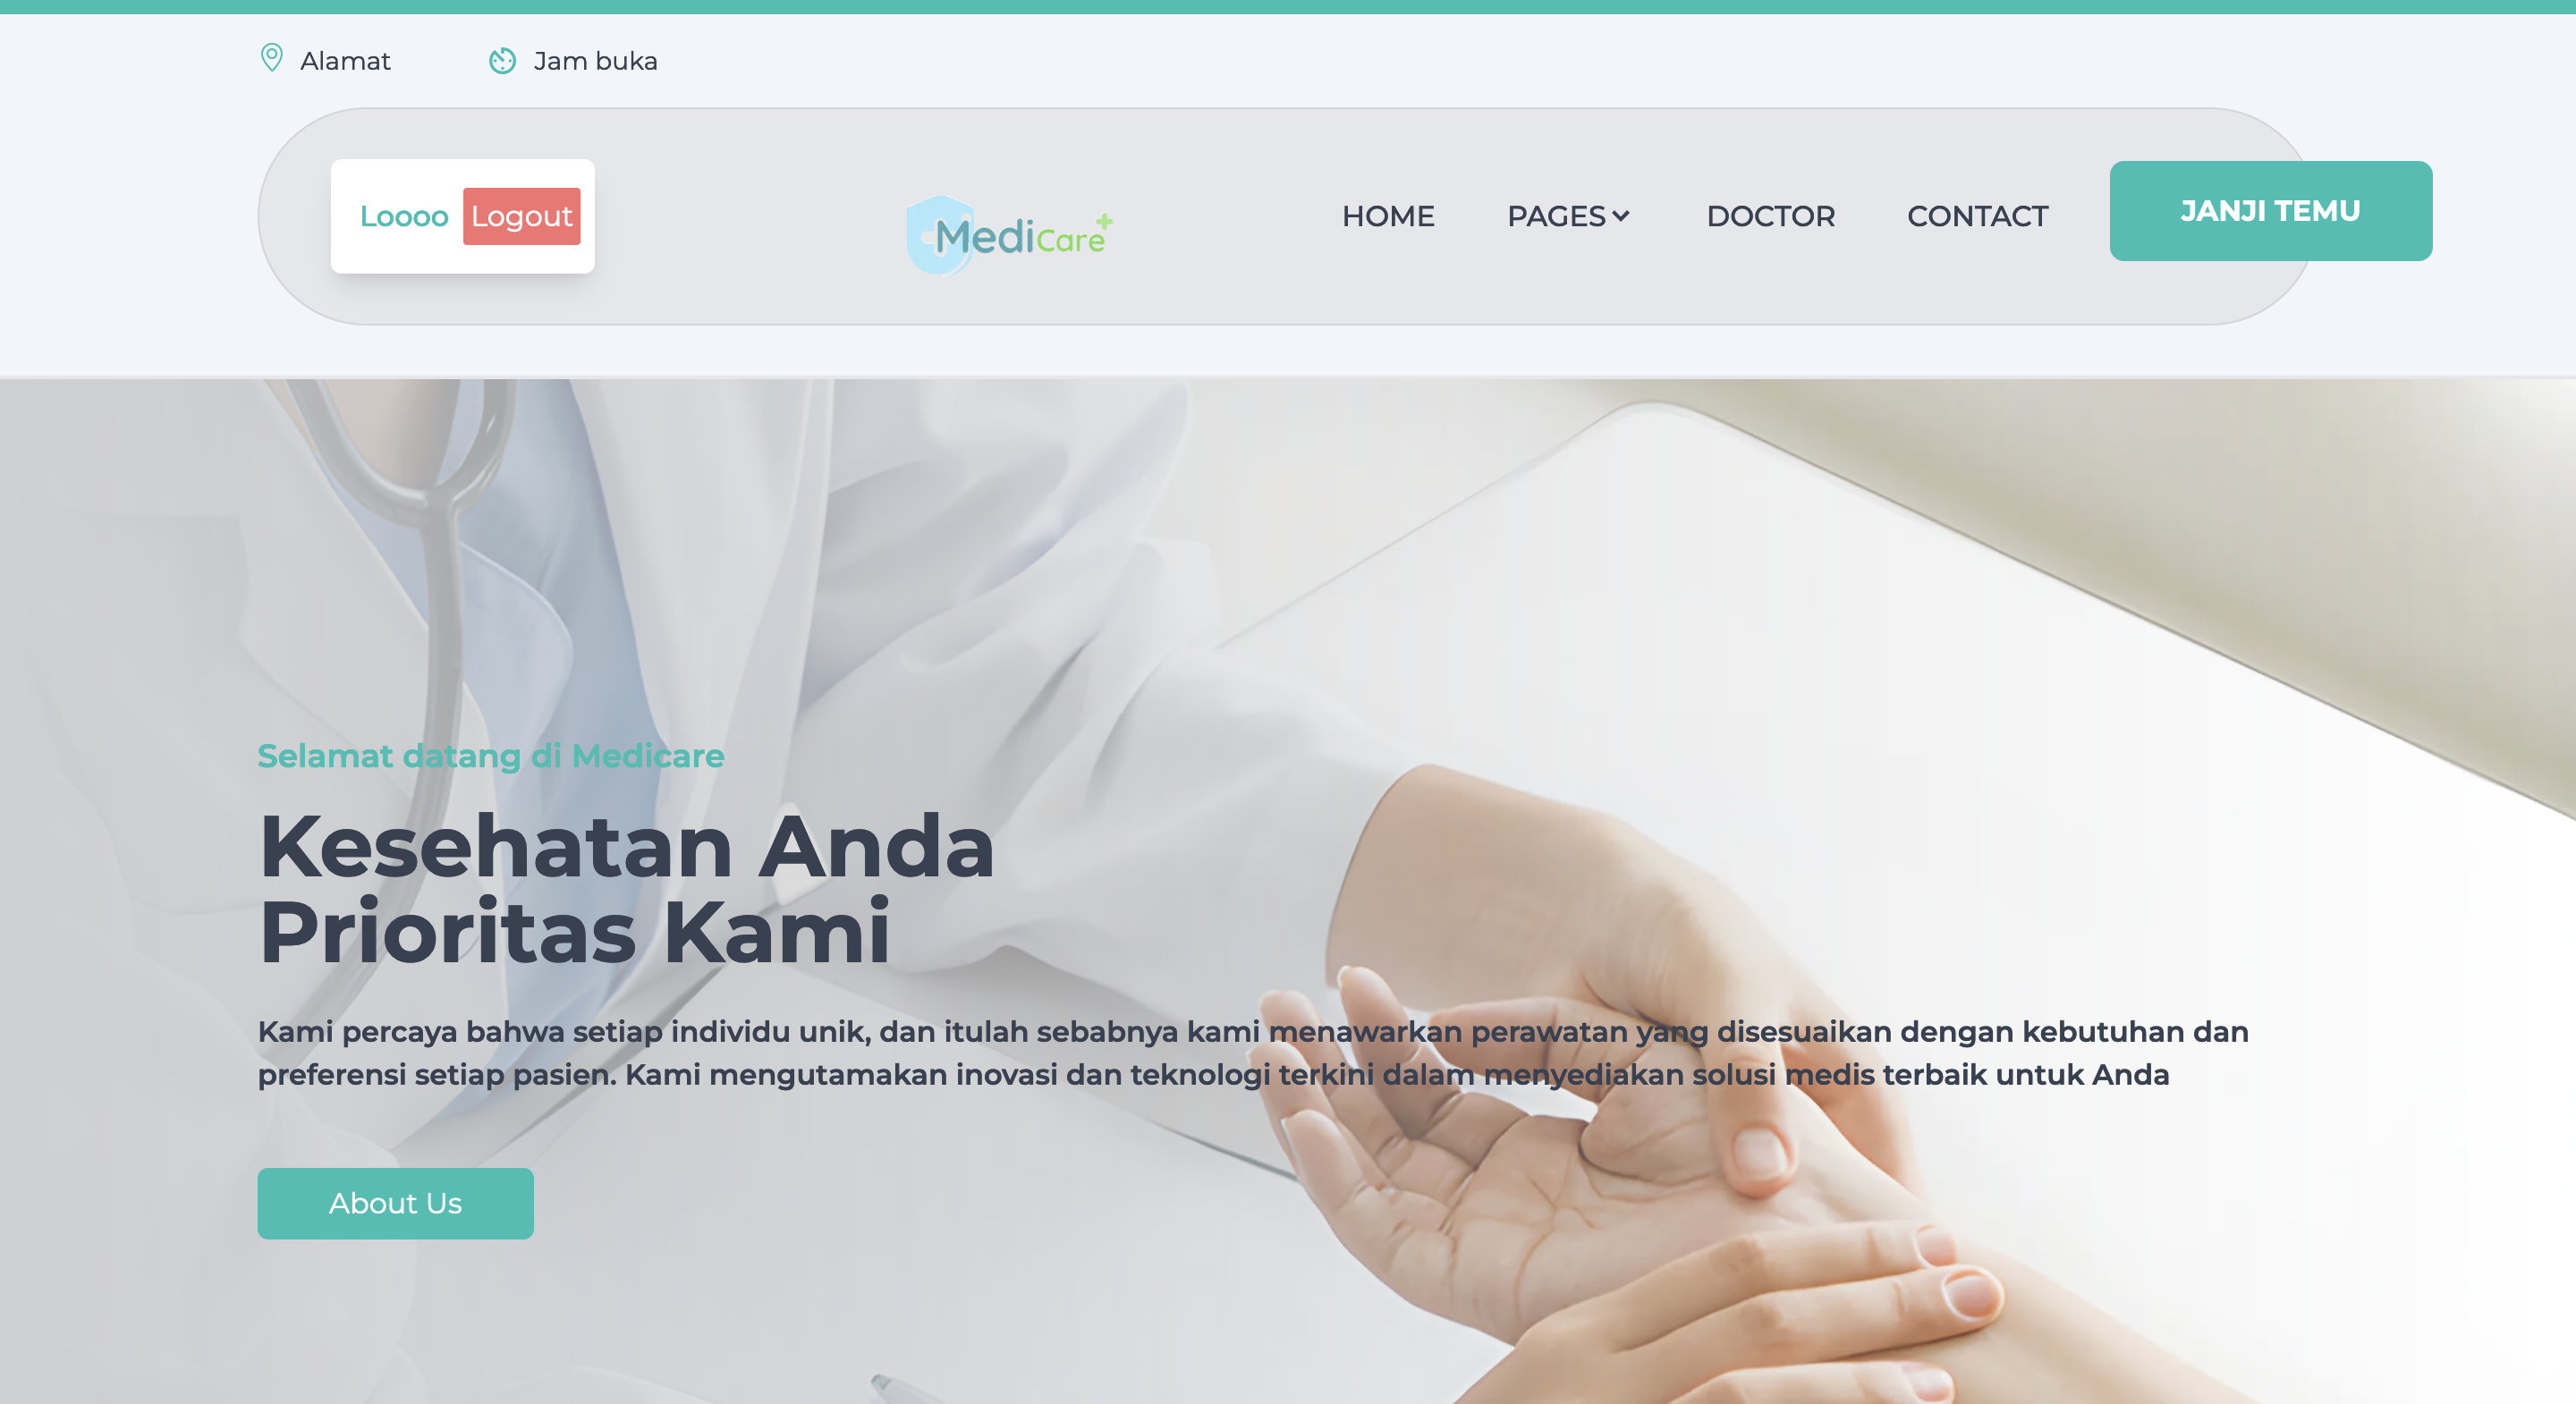 Alamat
Jam buka
Loooo
Logout
MediCare
HOME
PAGES
DOCTOR
CONTACT
JANJI TEMU
Selamat datang di Medicare
Kesehatan Anda
Prioritas Kami
Kami percaya bahwa setiap individu unik, dan itulah sebabnya kami menawarkan perawatan yang disesuaikan dengan kebutuhan dan
preferensi setiap pasien. Kami mengutamakan inovasi dan teknologi terkini dalam menyediakan solusi medis terbaik untuk Anda
About Us